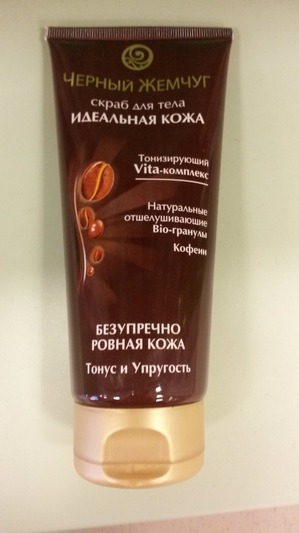 ЧЕРНЫЙ ЖЕМЧУГ
скраб для тела
ИДЕАЛЬНАЯ КОЖА
Тонизирующий
Vita-комплекс
Натуральные
отшелушивающие
Bio-гранулы
Кофеин
БЕЗУПРЕЧНО
РОВНАЯ КОЖА
Тонус и Упругость